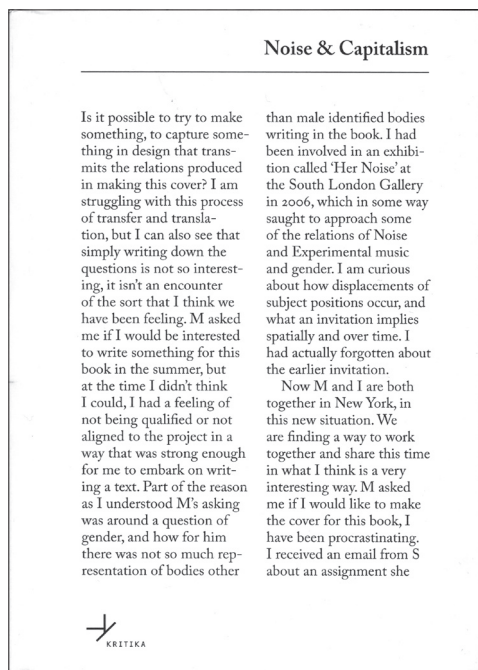 Noise & Capitalism
Is it possible to try to make
something, to capture some-
thing in design that trans-
mits the relations produced
in making this cover? I am
struggling with this process
of transfer and transla-
tion, but I can also see that
simply writing down the
questions is not so interest-
ing, it isn't an encounter
of the sort that I think we
have been feeling. M asked
me if I would be interested
to write something for this
book in the summer, but
at the time I didn't think
I could, I had a feeling of
not being qualified or not
aligned to the project in a
way that was strong enough
for me to embark on writ-
ing a text. Part of the reason
as I understood M's asking
was around a question of
gender, and how for him
there was not so much rep-
resentation of bodies other
than male identified bodies
writing in the book. I had
been involved in an exhibi-
tion called 'Her Noise' at
the South London Gallery
in 2006, which in some way
saught to approach some
of the relations of Noise
and Experimental music
and gender. I am curious
about how displacements of
subject positions occur, and
what an invitation implies
spatially and over time. I
had actually forgotten about
the earlier invitation.
Now M and I are both
together in New York, in
this new situation. We
are finding a way to work
together and share this time
in what I think is a very
interesting way. M asked
me if I would like to make
the cover for this book, I
have been procrastinating.
I received an email from S
about an assignment she
KRITIKA